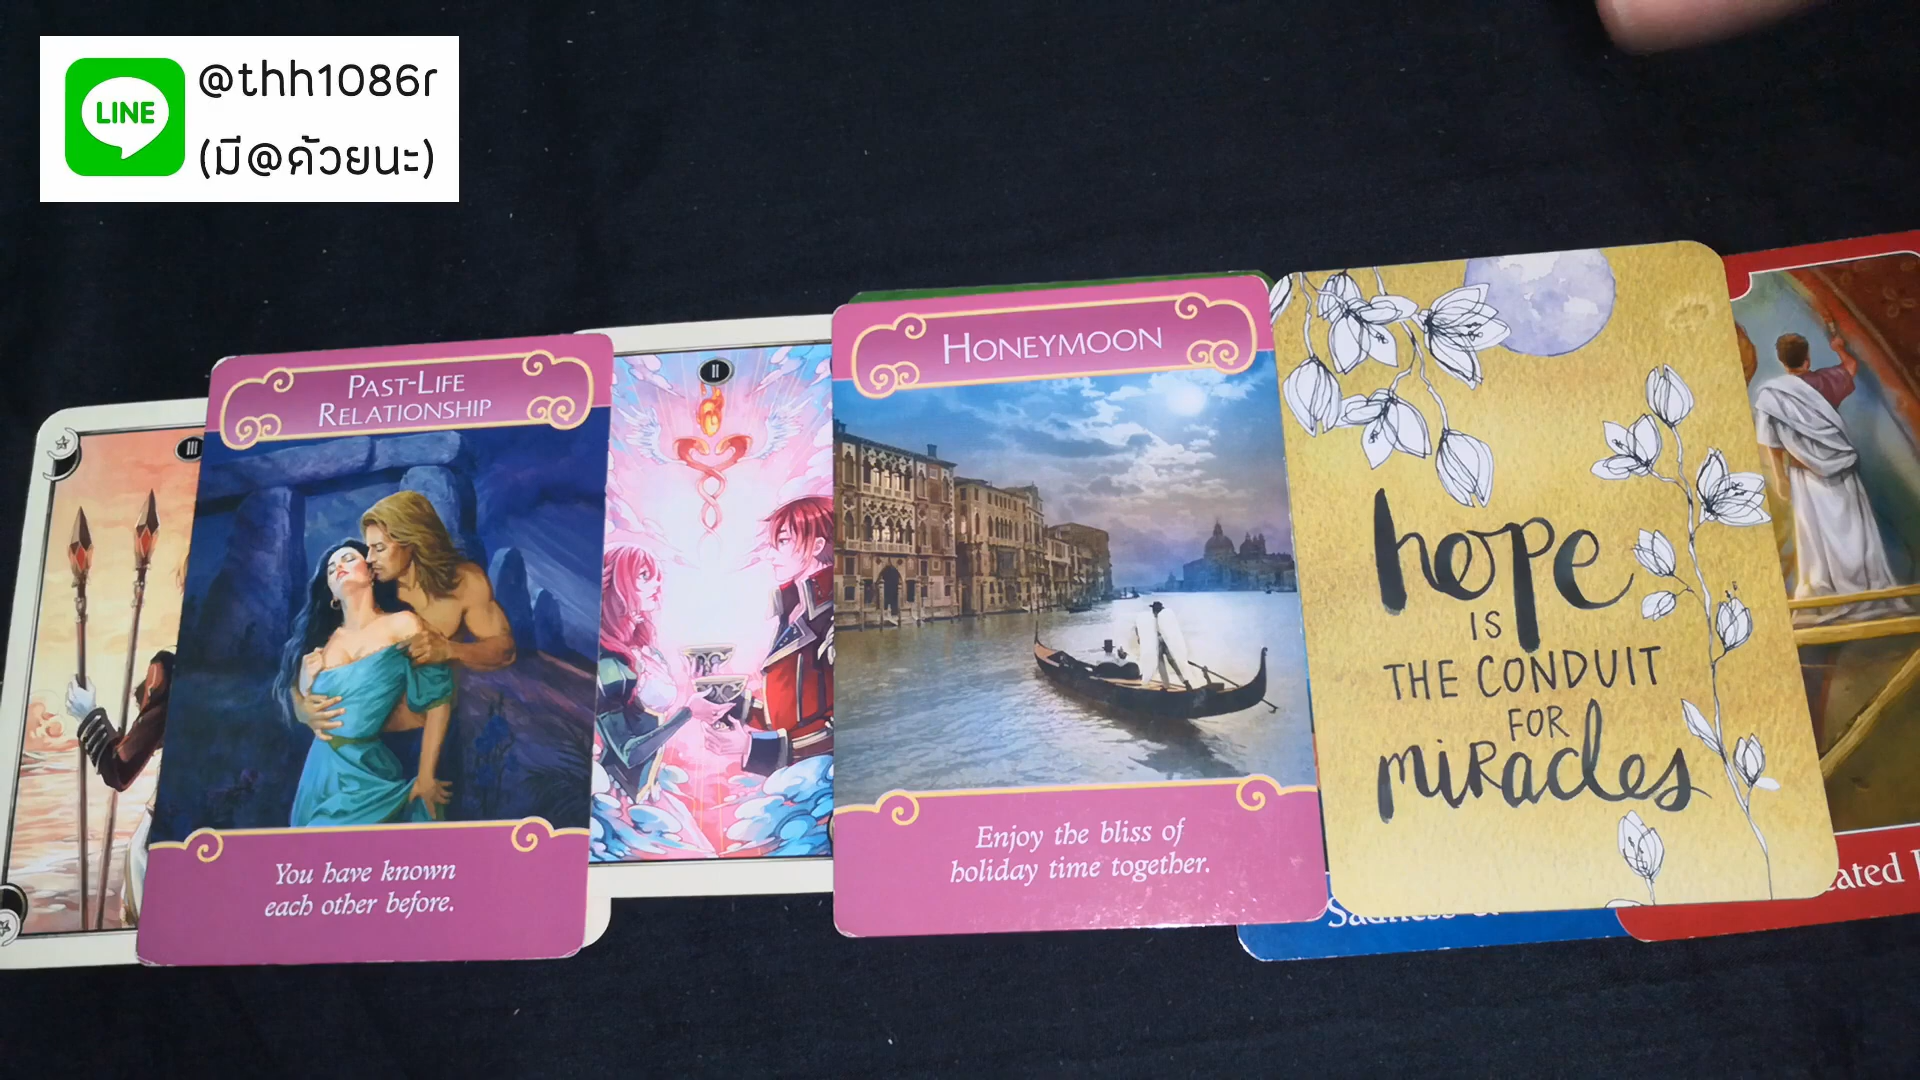 LINE
@thh1086r
(มี@ด้วยนะ)
III
PAST-LIFE
RELATIONSHIP
You have known
each other before.
II
HONEYMOON
Enjoy the bliss of
holiday time together.
hope
IS
THE CONDUIT
FOR
miracles
Sadness